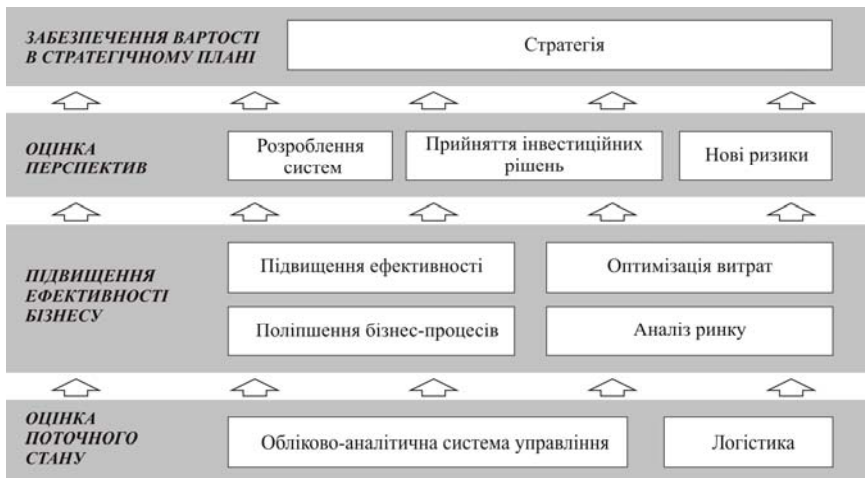 ЗАБЕЗПЕЧЕННЯ ВАРТОСТІ
В СТРАТЕГІЧНОМУ ПЛАНІ
Стратегія
ОЦІНКА
ПЕРСПЕКТИВ
Розроблення
систем
Прийняття інвестиційних
рішень
Нові ризики
ПІДВИЩЕННЯ
ЕФЕКТИВНОСТІ
БІЗНЕСУ
Підвищення ефективності
Оптимізація витрат
Поліпшення бізнес-процесів
Аналіз ринку
ОЦІНКА
ПОТОЧНОГО
СТАНУ
Обліково-аналітична система управління
Логістика